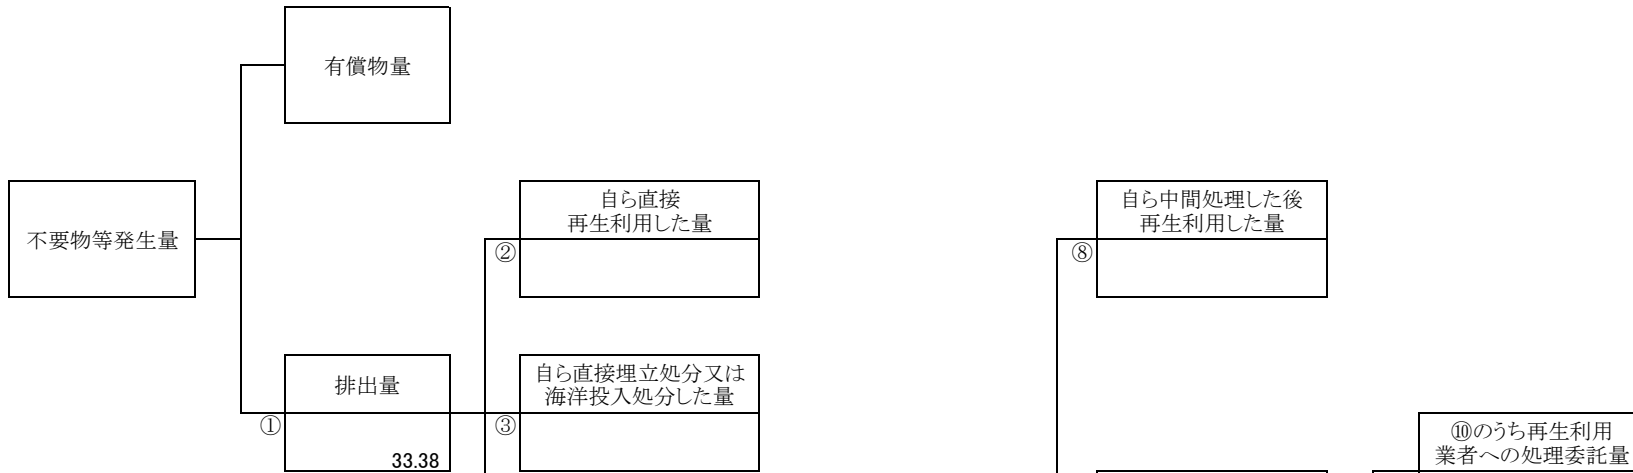 有償物量
不要物等発生量
自ら直接
再生利用した量
②
自ら中間処理した後
再生利用した量
⑧
排出量
①
33.38
自ら直接埋立処分又は
海洋投入処分した量
③
⑩のうち再生利用
業者への処理委託量